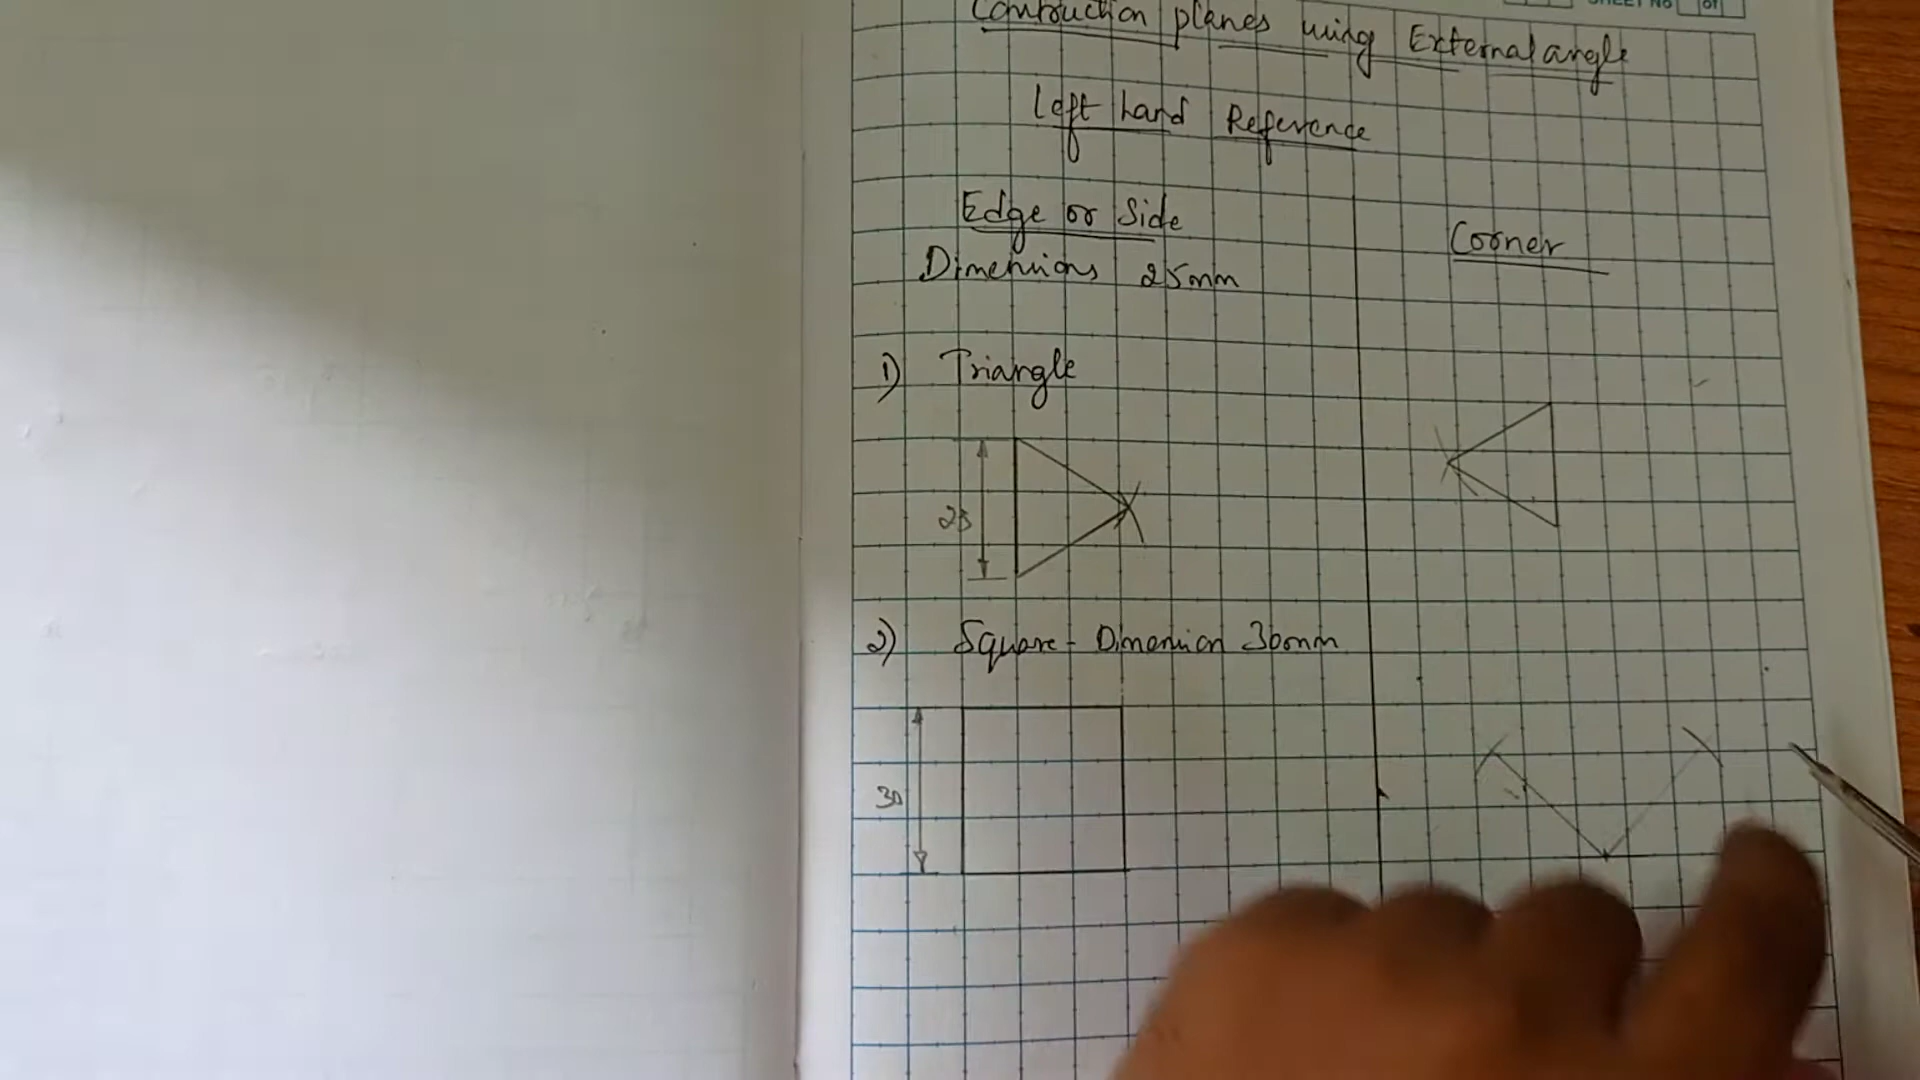 Construction planes using External angle
Left hand Reference
Edge or Side
Corner
Dimensions 25mm
1) Triangle
25
2) Square - Dimension 30mm
30